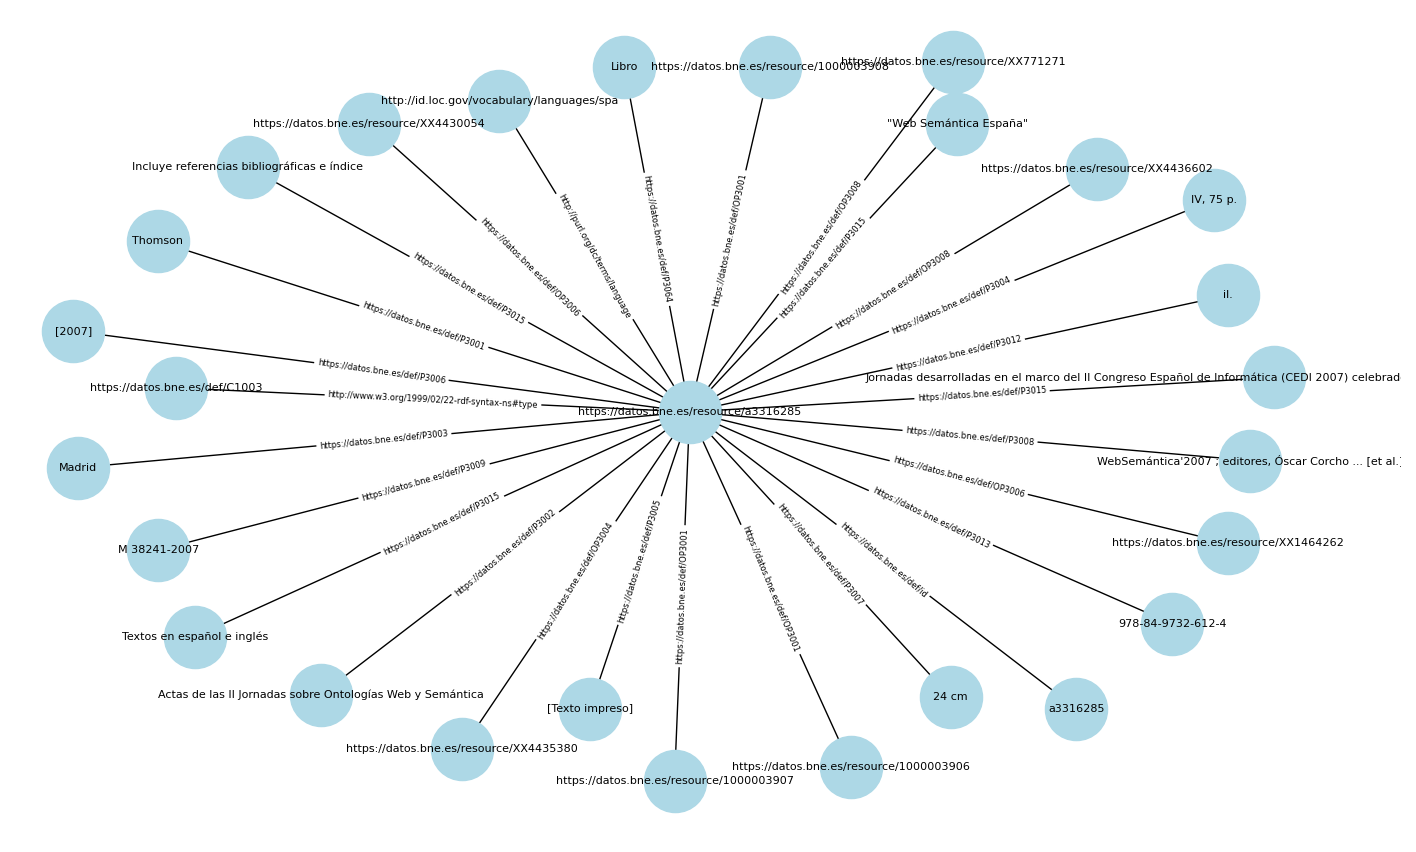 https://datos.bne.es/resource/XX771271
Libro
https://datos.bne.es/resource/1000003908
http://id.loc.gov/vocabulary/languages/spa
https://datos.bne.es/resource/XX4430054
"Web Semántica España"
Incluye referencias bibliográficas e índice
https://datos.bne.es/resource/XX4436602
IV, 75 p.
Thomson
il.
[2007]
https://datos.bne.es/def/C1003
Jornadas desarrolladas en el marco del II Congreso Español de Informática (CEDI 2007) celebrado
https://datos.bne.es/resource/a3316285
Madrid
WebSemántica'2007 ; editores, Óscar Corcho ... [et al.]
M 38241-2007
https://datos.bne.es/resource/XX1464262
Textos en español e inglés
978-84-9732-612-4
Actas de las II Jornadas sobre Ontologías Web y Semántica
24 cm
[Texto impreso]
a3316285
https://datos.bne.es/resource/XX4435380
https://datos.bne.es/resource/1000003907
https://datos.bne.es/resource/1000003906
https://datos.bne.es/def/OP3008
https://datos.bne.es/def/P3064
https://datos.bne.es/def/OP3001
http://purl.org/dc/terms/language
https://datos.bne.es/def/OP3006
https://datos.bne.es/def/P3015
https://datos.bne.es/def/P3015
https://datos.bne.es/def/OP3008
https://datos.bne.es/def/P3004
https://datos.bne.es/def/P3001
https://datos.bne.es/def/P3012
https://datos.bne.es/def/P3006
http://www.w3.org/1999/02/22-rdf-syntax-ns#type
https://datos.bne.es/def/P3015
https://datos.bne.es/def/P3003
https://datos.bne.es/def/P3008
https://datos.bne.es/def/P3009
https://datos.bne.es/def/OP3006
https://datos.bne.es/def/P3015
https://datos.bne.es/def/P3013
https://datos.bne.es/def/P3002
https://datos.bne.es/def/P3007
https://datos.bne.es/def/P3005
https://datos.bne.es/def/id
https://datos.bne.es/def/OP3004
https://datos.bne.es/def/OP3001
https://datos.bne.es/def/OP3001